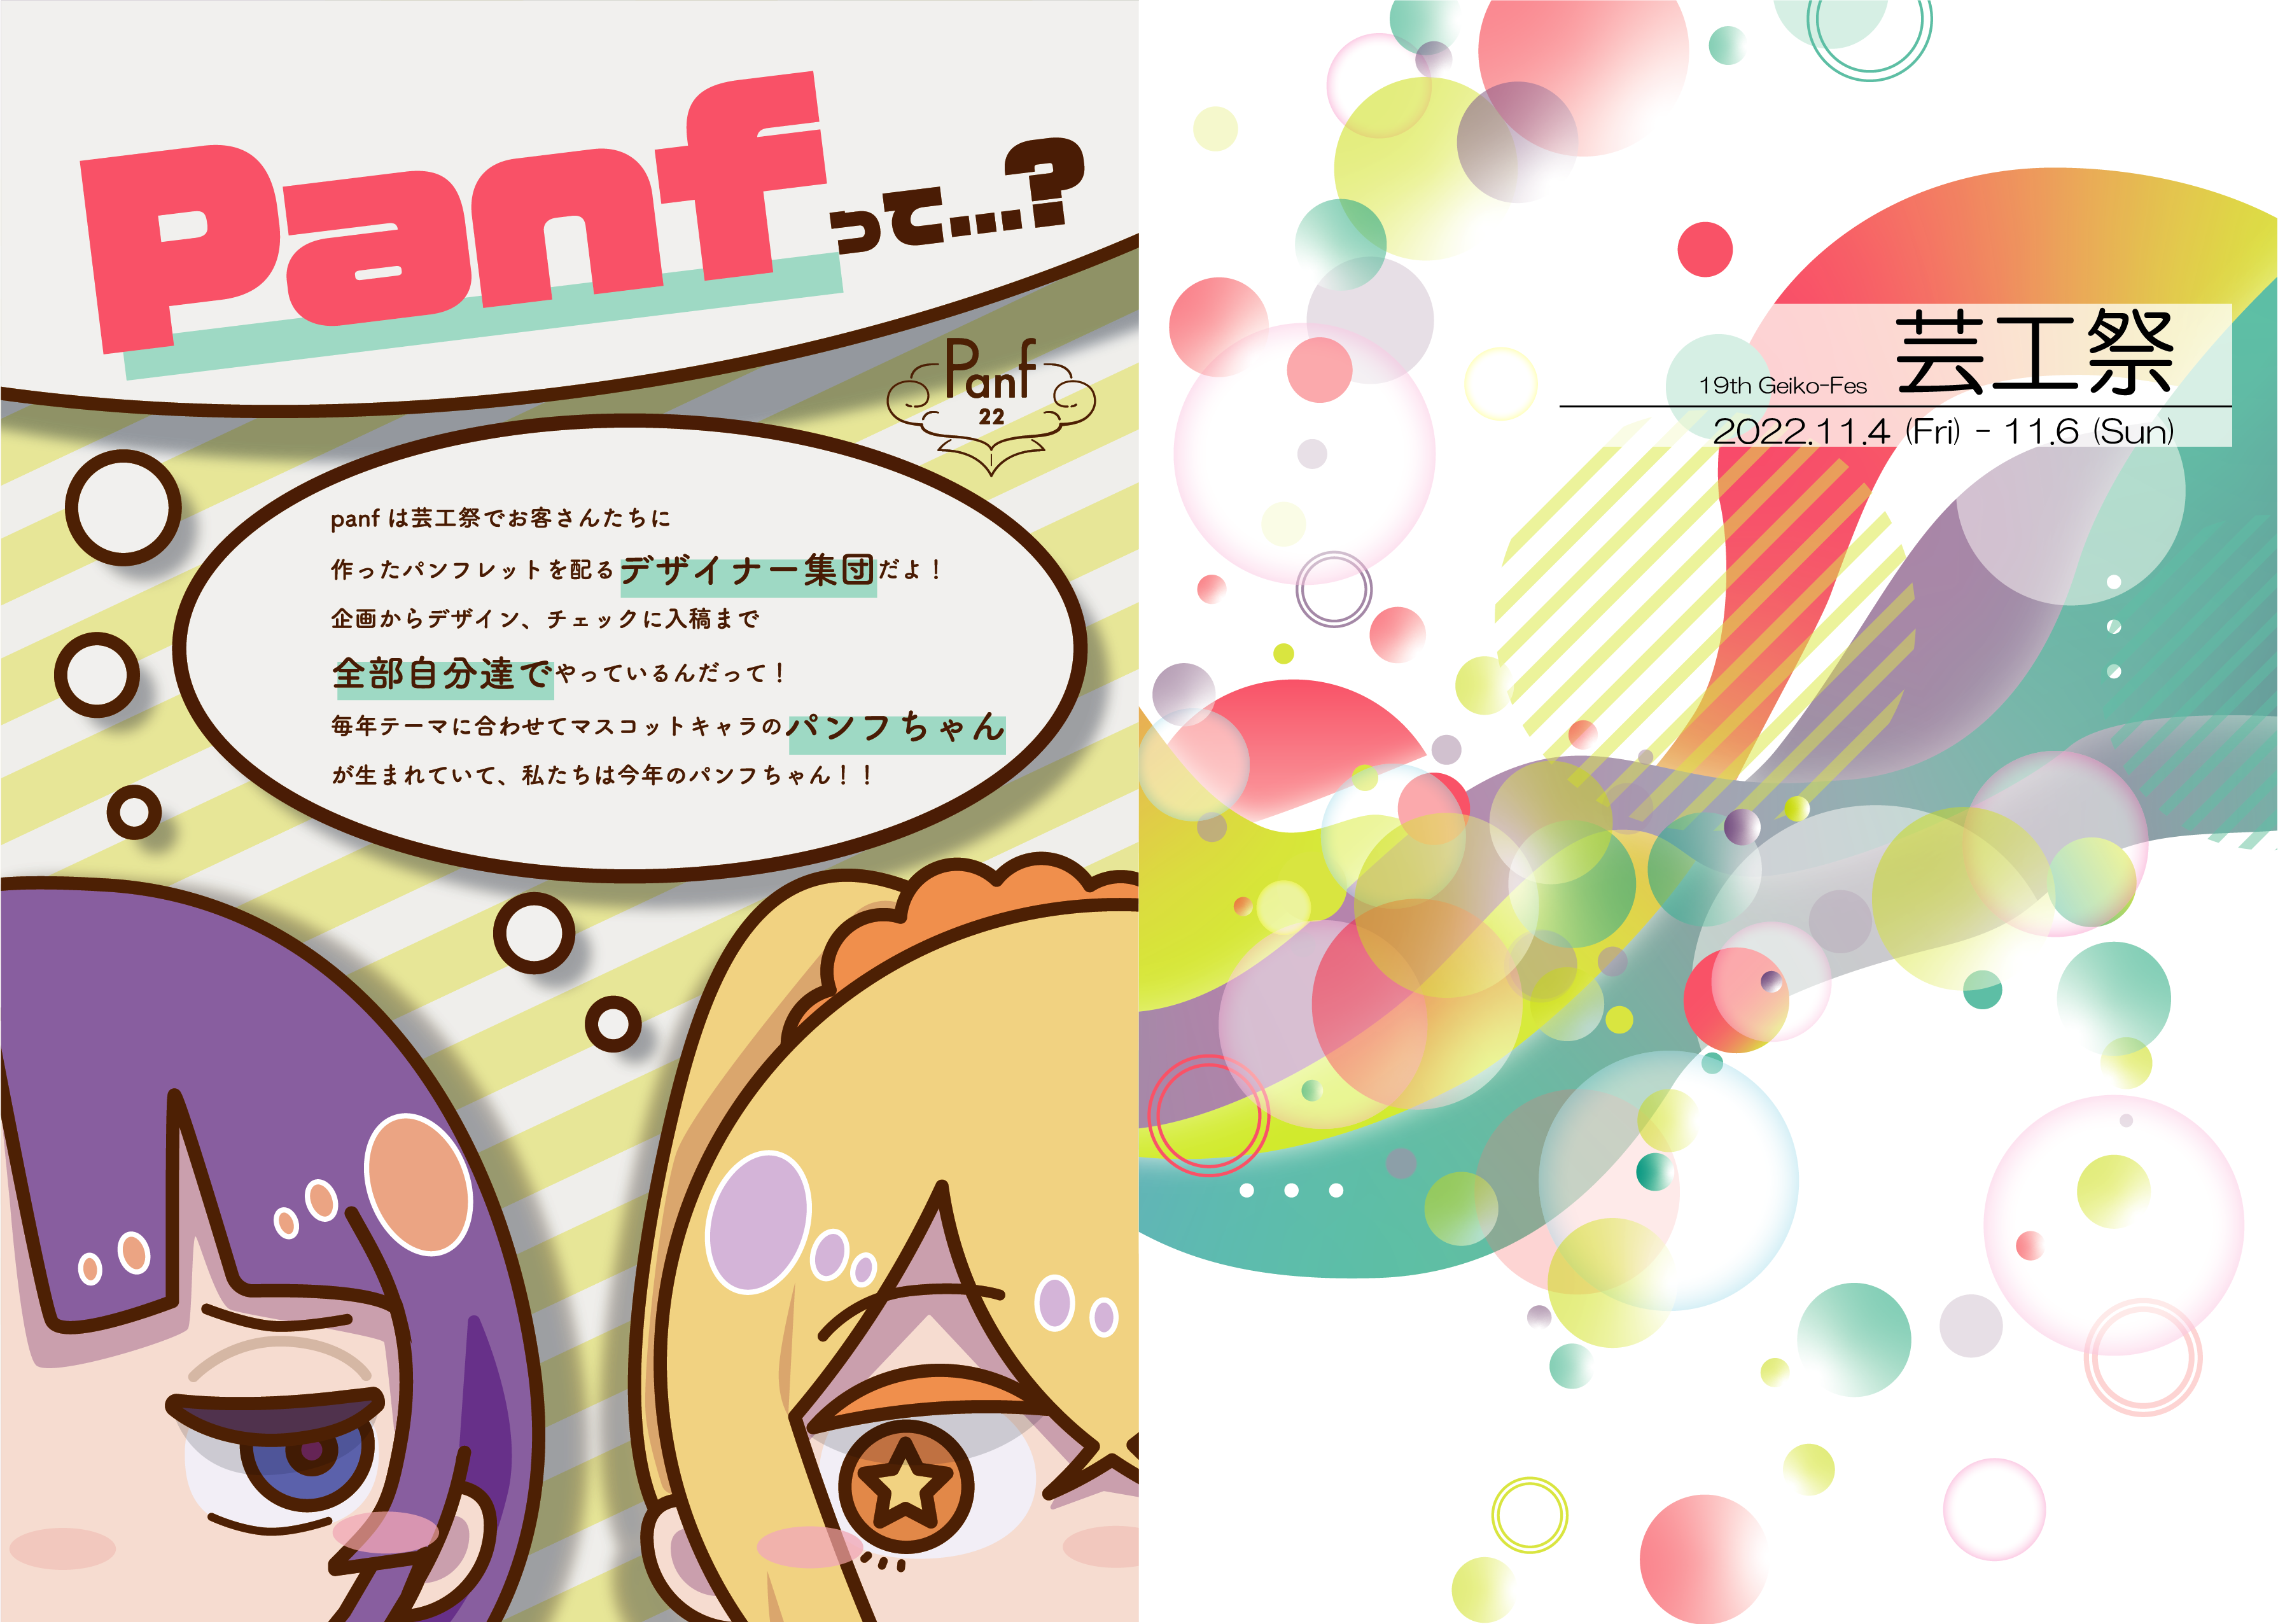 Panfって...?
Panf
22
panf は芸工祭でお客さんたちに
作ったパンフレットを配るデザイナー集団だよ！
企画からデザイン、チェックに入稿まで
全部自分達でやっているんだって！
毎年テーマに合わせてマスコットキャラのパンフちゃん
が生まれていて、私たちは今年のパンフちゃん！！
19th Geiko-Fes 芸工祭
2022.11.4 (Fri) - 11.6 (Sun)